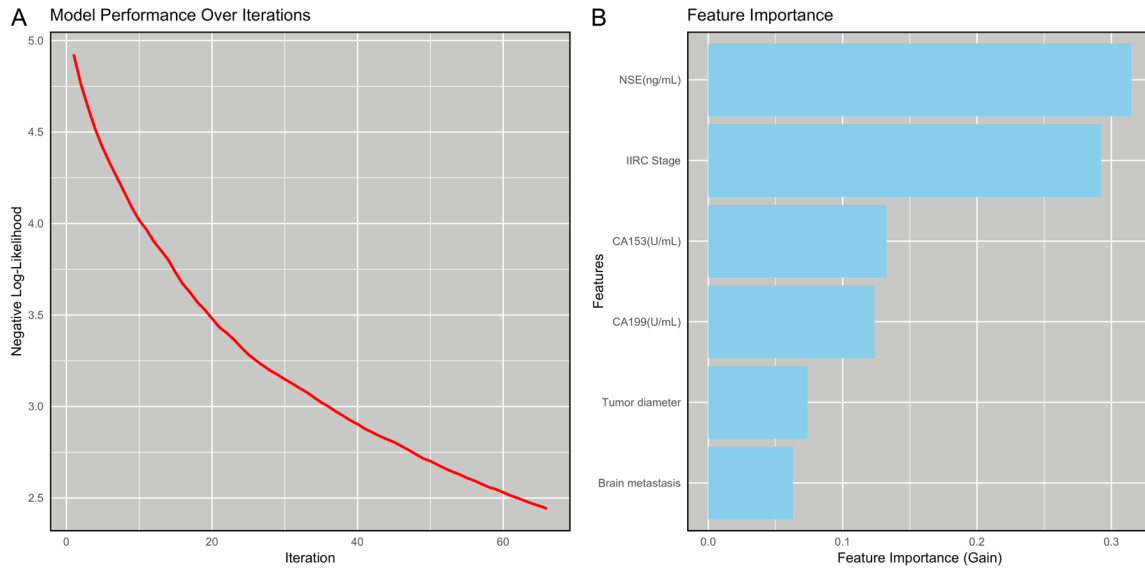 A
Model Performance Over Iterations
Negative Log-Likelihood
5.0
4.5
4.0
3.5
3.0
2.5
0 20 40 60
Iteration
B
Feature Importance
Features
NSE(ng/mL)
IIRC Stage
CA153(U/mL)
CA199(U/mL)
Tumor diameter
Brain metastasis
0.0 0.1 0.2 0.3
Feature Importance (Gain)